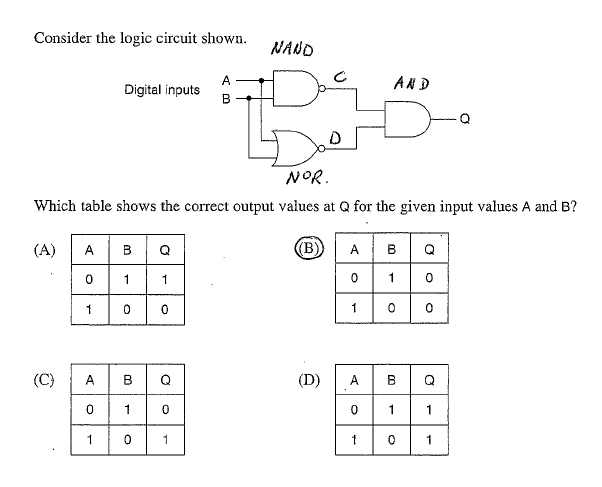 Consider the logic circuit shown.
NAND
Digital inputs
A
B
C
AND
Q
D
NOR.
Which table shows the correct output values at Q for the given input values A and B?
(A)
A B Q
0 1 1
1 0 0
(B)
A B Q
0 1 0
1 0 0
(C)
A B Q
0 1 0
1 0 1
(D)
A B Q
0 1 1
1 0 1